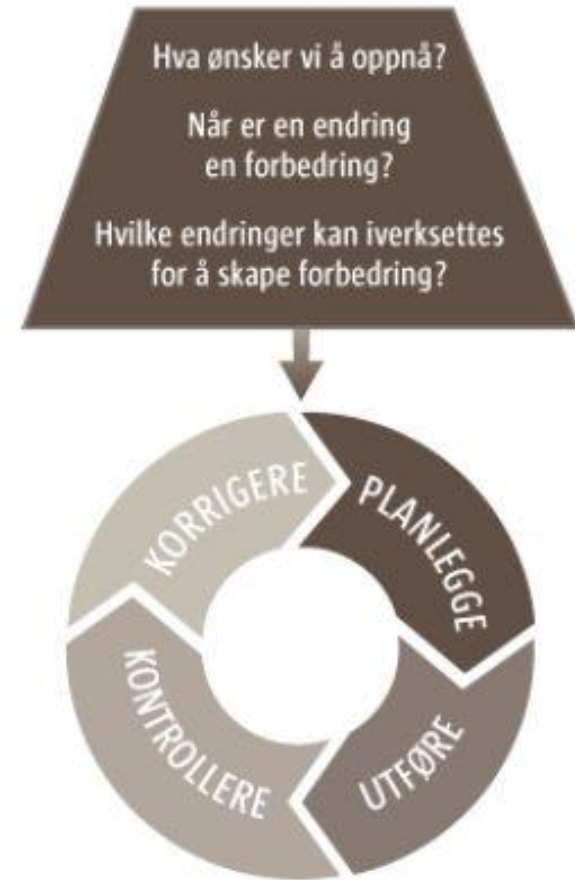 Hva ønsker vi å oppnå?
Når er en endring
en forbedring?
Hvilke endringer kan iverksettes
for å skape forbedring?
PLANLEGGE
UTFØRE
KONTROLLERE
KORRIGERE